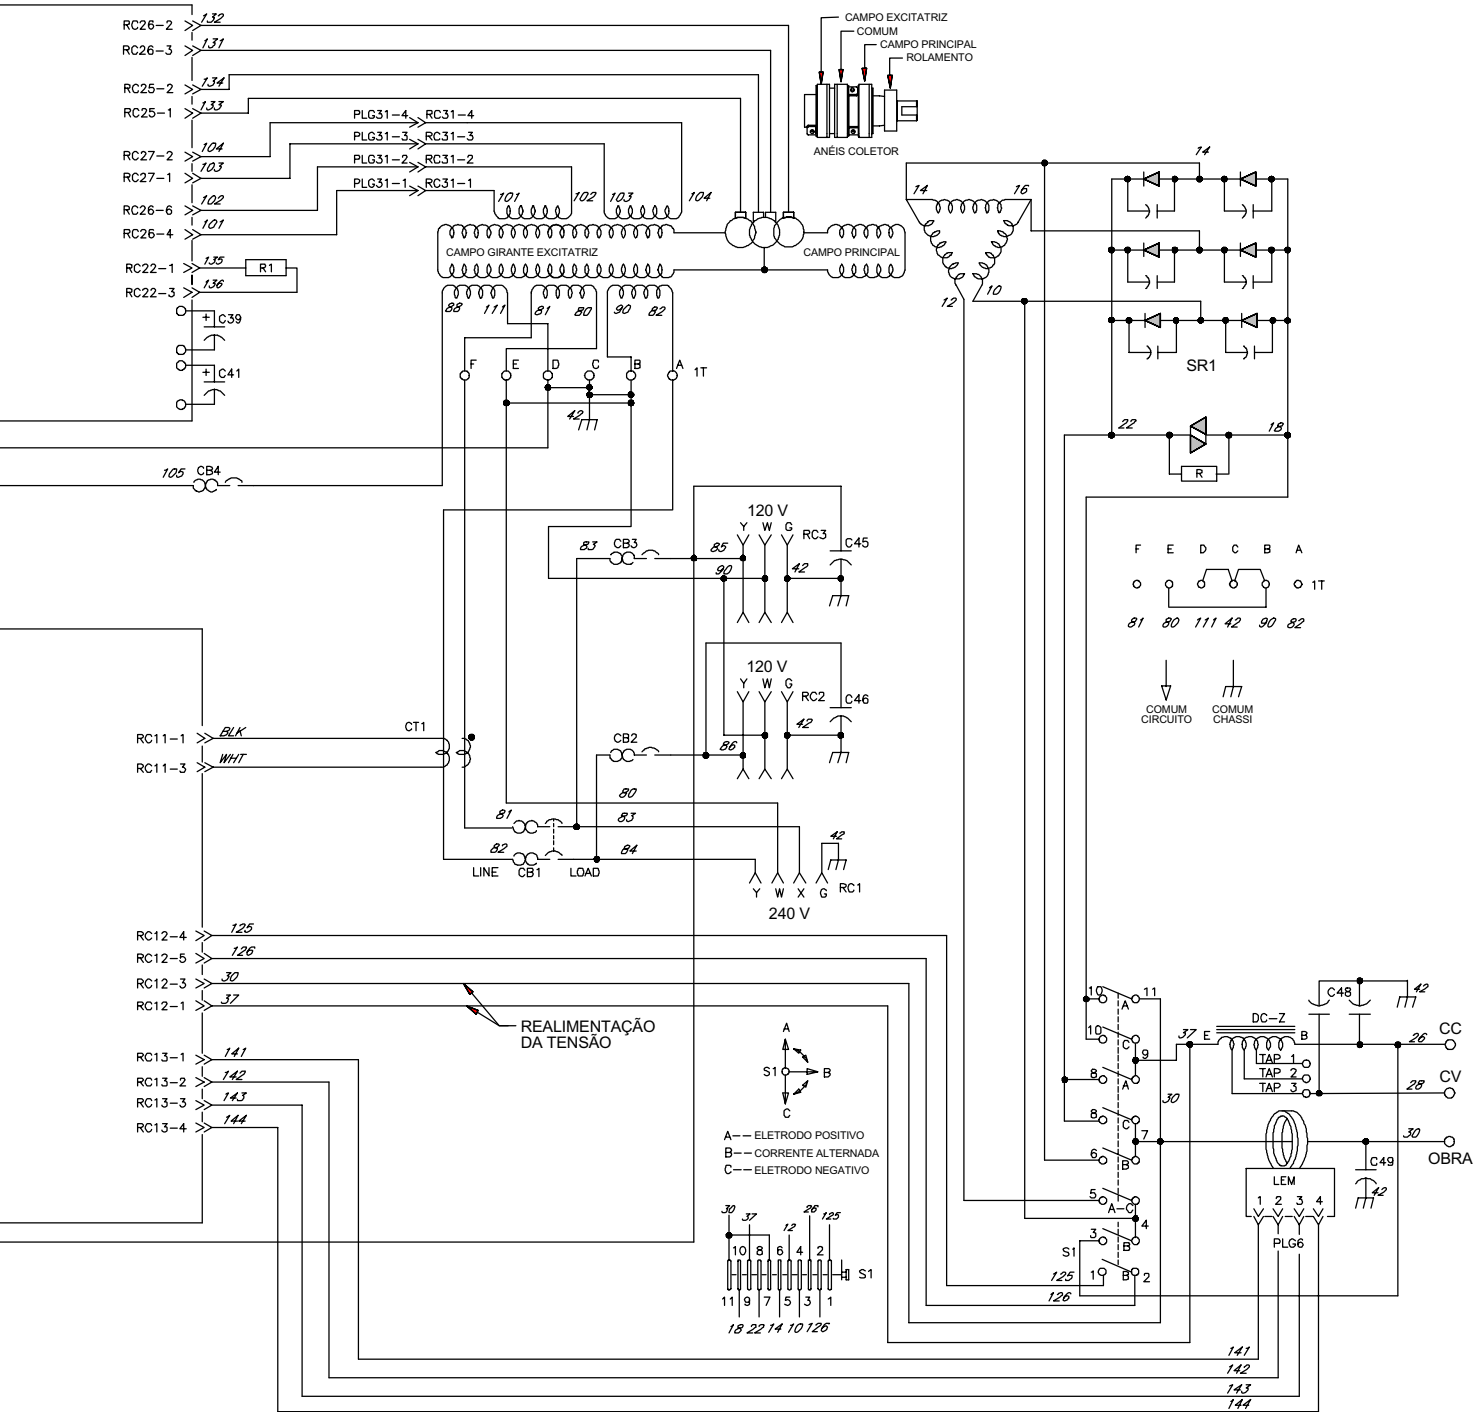 RC26-2 132
RC26-3 131
RC25-2 134
RC25-1 133
RC27-2 104
RC27-1 103
RC26-6 102
RC26-4 101
RC22-1 135 R1
RC22-3 136
+ C39
+ C41
PLG31-4 RC31-4
PLG31-3 RC31-3
PLG31-2 RC31-2
PLG31-1 RC31-1
101 102 103 104
CAMPO EXCITATRIZ
COMUM
CAMPO PRINCIPAL
ROLAMENTO
ANÉIS COLETOR
CAMPO GIRANTE EXCITATRIZ
CAMPO PRINCIPAL
88 111 81 80 90 82
F E D C B A 1T
42
105 CB4
14
14 16
12 10
SR1
22 18
R
120 V
Y W G RC3
83 CB3 85
C45
90 42
F E D C B A
1T
81 80 111 42 90 82
COMUM
CIRCUITO
COMUM
CHASSI
120 V
Y W G RC2
C46
42
CB2 86
RC11-1 BLK
RC11-3 WHT
CT1
80
81 83
82 84
LINE CB1 LOAD
42
Y W X G RC1
240 V
RC12-4 125
RC12-5 126
RC12-3 30
RC12-1 37
REALIMENTAÇÃO
DA TENSÃO
RC13-1 141
RC13-2 142
RC13-3 143
RC13-4 144
A
S1 B
C
A-- ELETRODO POSITIVO
B-- CORRENTE ALTERNADA
C-- ELETRODO NEGATIVO
30 37 12 26 125
10 8 6 4 2
S1
11 9 7 5 3 1
18 22 14 10 126
10 A 11
10 C
9
8 A
30
8 C
7
6 B
5 A-C
4
3 B
S1
125 1 B 2
126
37 E DC-Z B
TAP 1
TAP 2
TAP 3
C48 42
26 CC
28 CV
30 OBRA
C49
42
LEM
1 2 3 4
PLG6
141
142
143
144